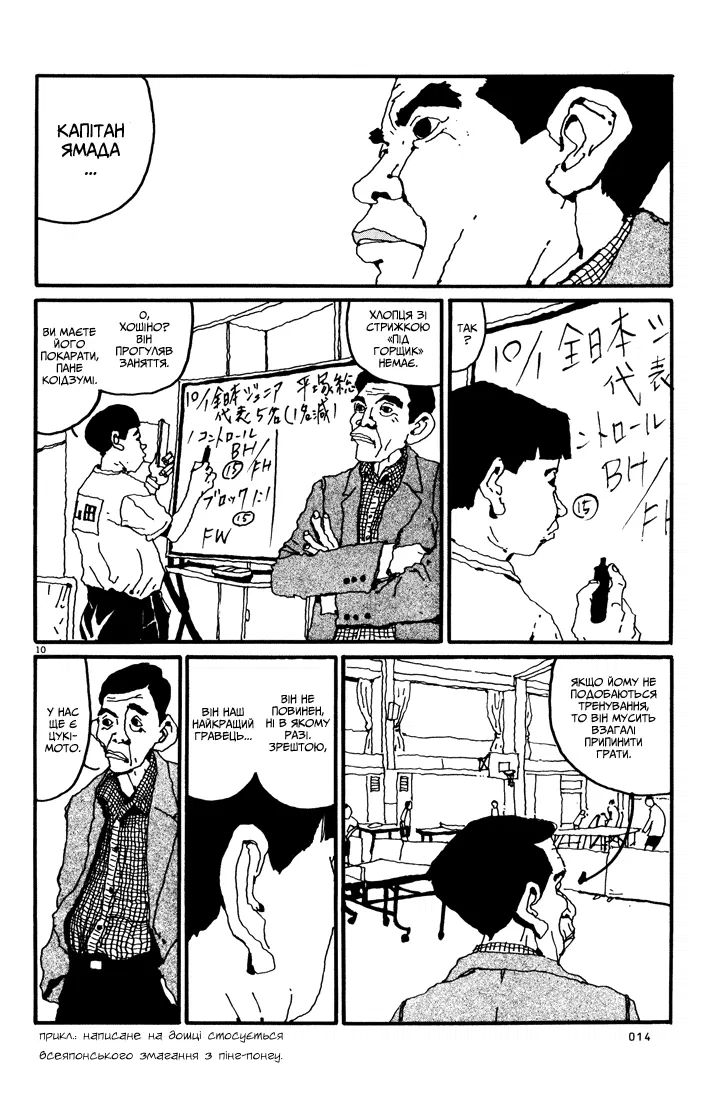 КАПІТАН
ЯМАДА
...
ТАК
?
10/1 全日本ジ
代表
ントロール
BH/
⑮ FH
ХЛОПЦЯ ЗІ
СТРИЖКОЮ
«ПІД
ГОРЩИК»
НЕМАЄ.
О,
ХОШІНО?
ВІН
ПРОГУЛЯВ
ЗАНЯТТЯ.
ВИ МАЄТЕ
ЙОГО
ПОКАРАТИ,
ПАНЕ
КОІДЗУМІ.
10/1 全日本ジュニア 平塚総
代表5名(1名減)
1 コントロール
BH/
⑮ FH
ブロック1:1
⑮
FW
田
10
ЯКЩО ЙОМУ НЕ
ПОДОБАЮТЬСЯ
ТРЕНУВАННЯ,
ТО ВІН МУСИТЬ
ВЗАГАЛІ
ПРИПИНИТИ
ГРАТИ.
ВІН НЕ
ПОВИНЕН,
НІ В ЯКОМУ
РАЗІ.
ЗРЕШТОЮ,
ВІН НАШ
НАЙКРАЩИЙ
ГРАВЕЦЬ...
У НАС
ЩЕ Є
ЦУКІ-
МОТО.
прикл.: написане на дошці стосується
всеяпонського змагання з пінг-понгу.
014